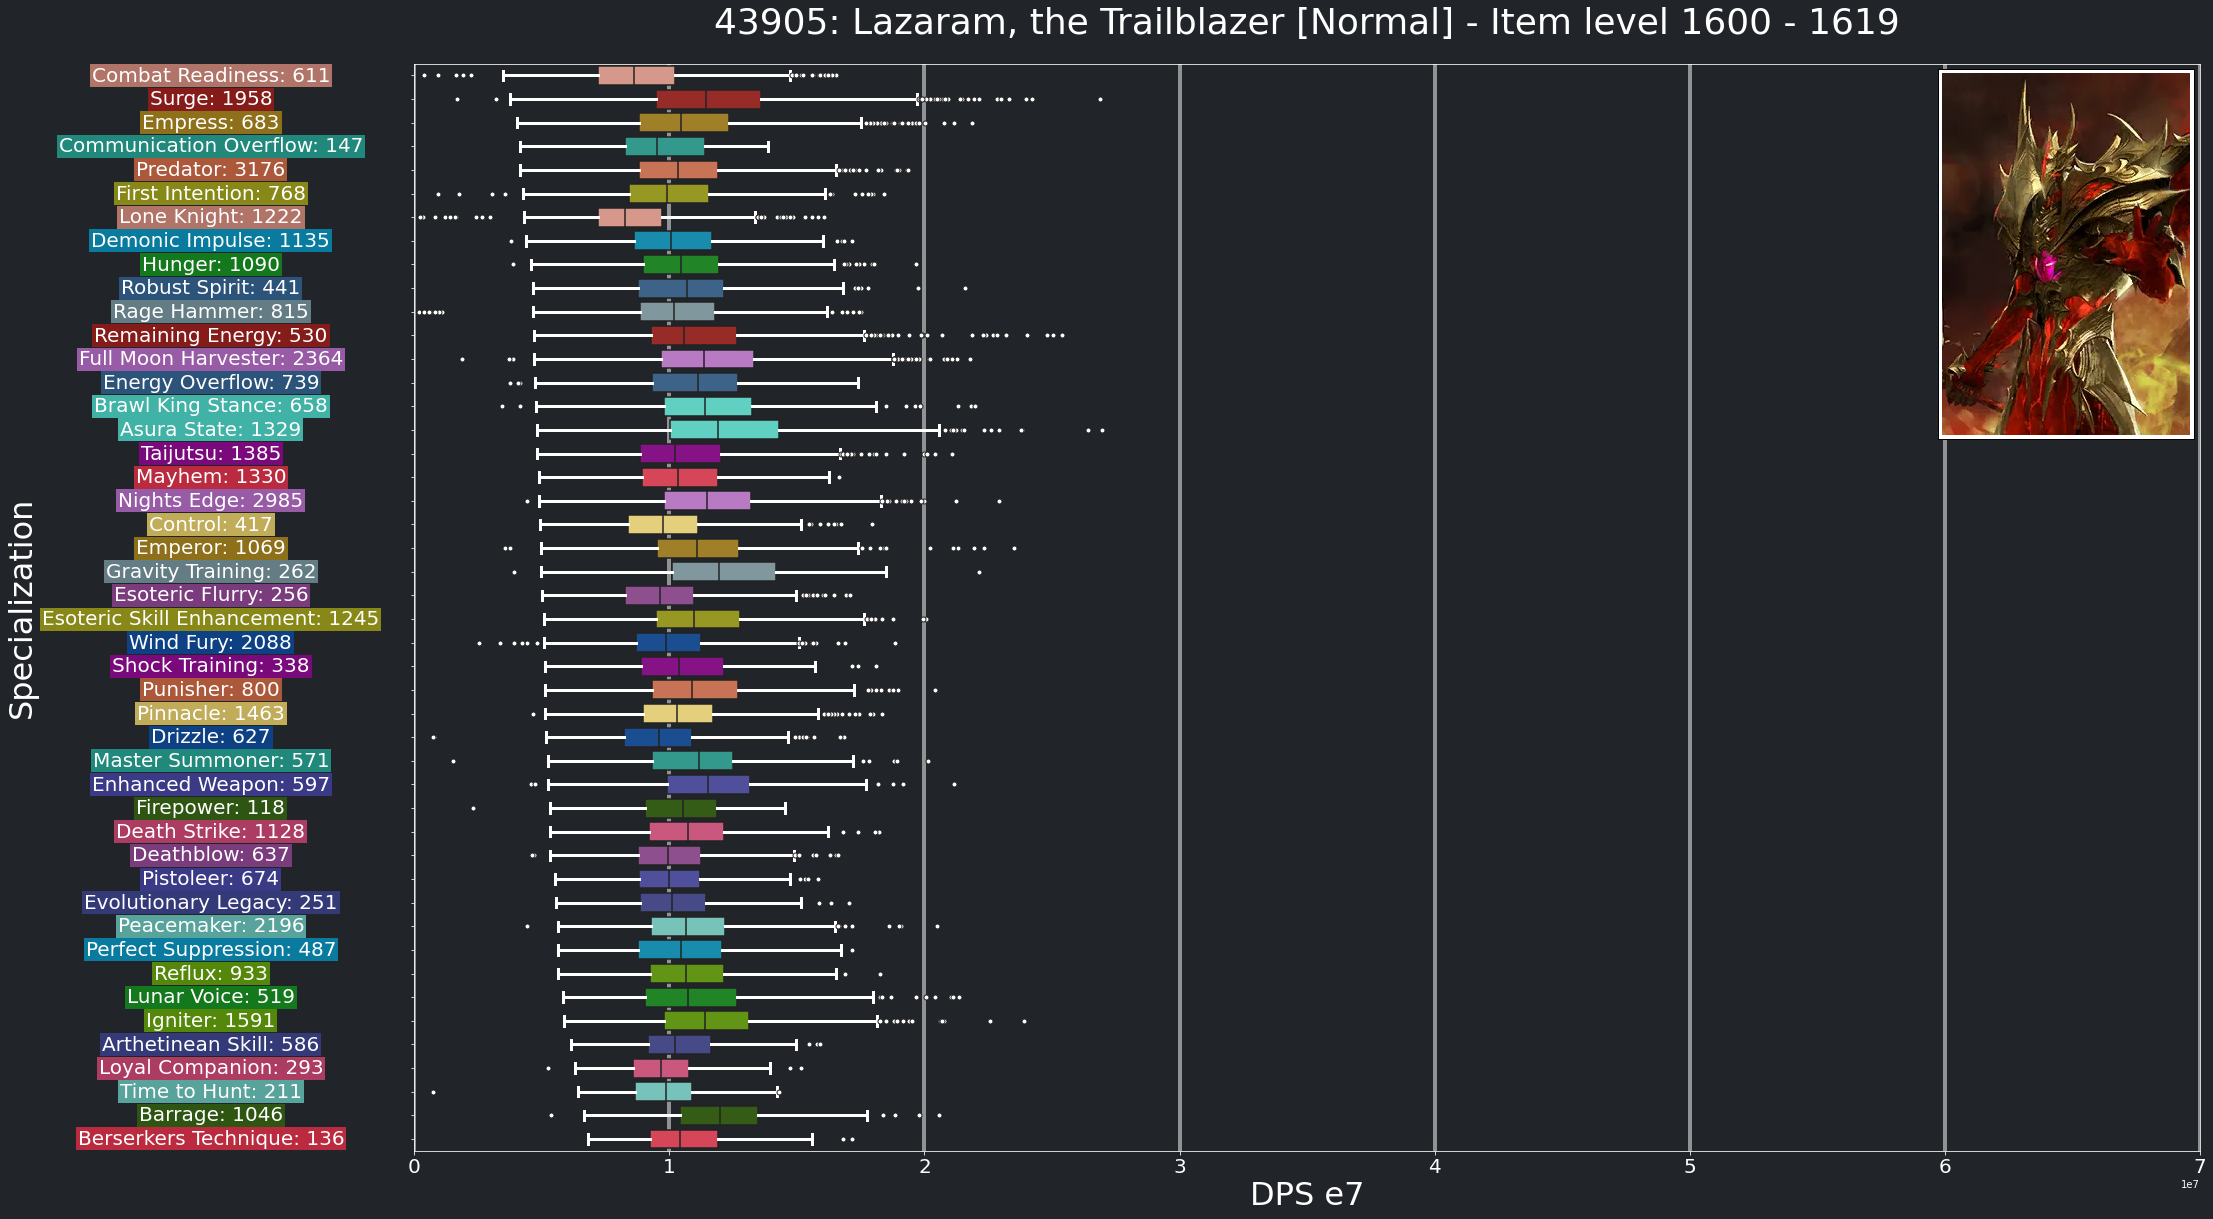 43905: Lazaram, the Trailblazer [Normal] - Item level 1600 - 1619
Combat Readiness: 611
Surge: 1958
Empress: 683
Communication Overflow: 147
Predator: 3176
First Intention: 768
Lone Knight: 1222
Demonic Impulse: 1135
Hunger: 1090
Robust Spirit: 441
Rage Hammer: 815
Remaining Energy: 530
Full Moon Harvester: 2364
Energy Overflow: 739
Brawl King Stance: 658
Asura State: 1329
Taijutsu: 1385
Mayhem: 1330
Nights Edge: 2985
Control: 417
Emperor: 1069
Gravity Training: 262
Esoteric Flurry: 256
Esoteric Skill Enhancement: 1245
Wind Fury: 2088
Shock Training: 338
Punisher: 800
Pinnacle: 1463
Drizzle: 627
Master Summoner: 571
Enhanced Weapon: 597
Firepower: 118
Death Strike: 1128
Deathblow: 637
Pistoleer: 674
Evolutionary Legacy: 251
Peacemaker: 2196
Perfect Suppression: 487
Reflux: 933
Lunar Voice: 519
Igniter: 1591
Arthetinean Skill: 586
Loyal Companion: 293
Time to Hunt: 211
Barrage: 1046
Berserkers Technique: 136
Specialization
0 1 2 3 4 5 6 7
1e7
DPS e7